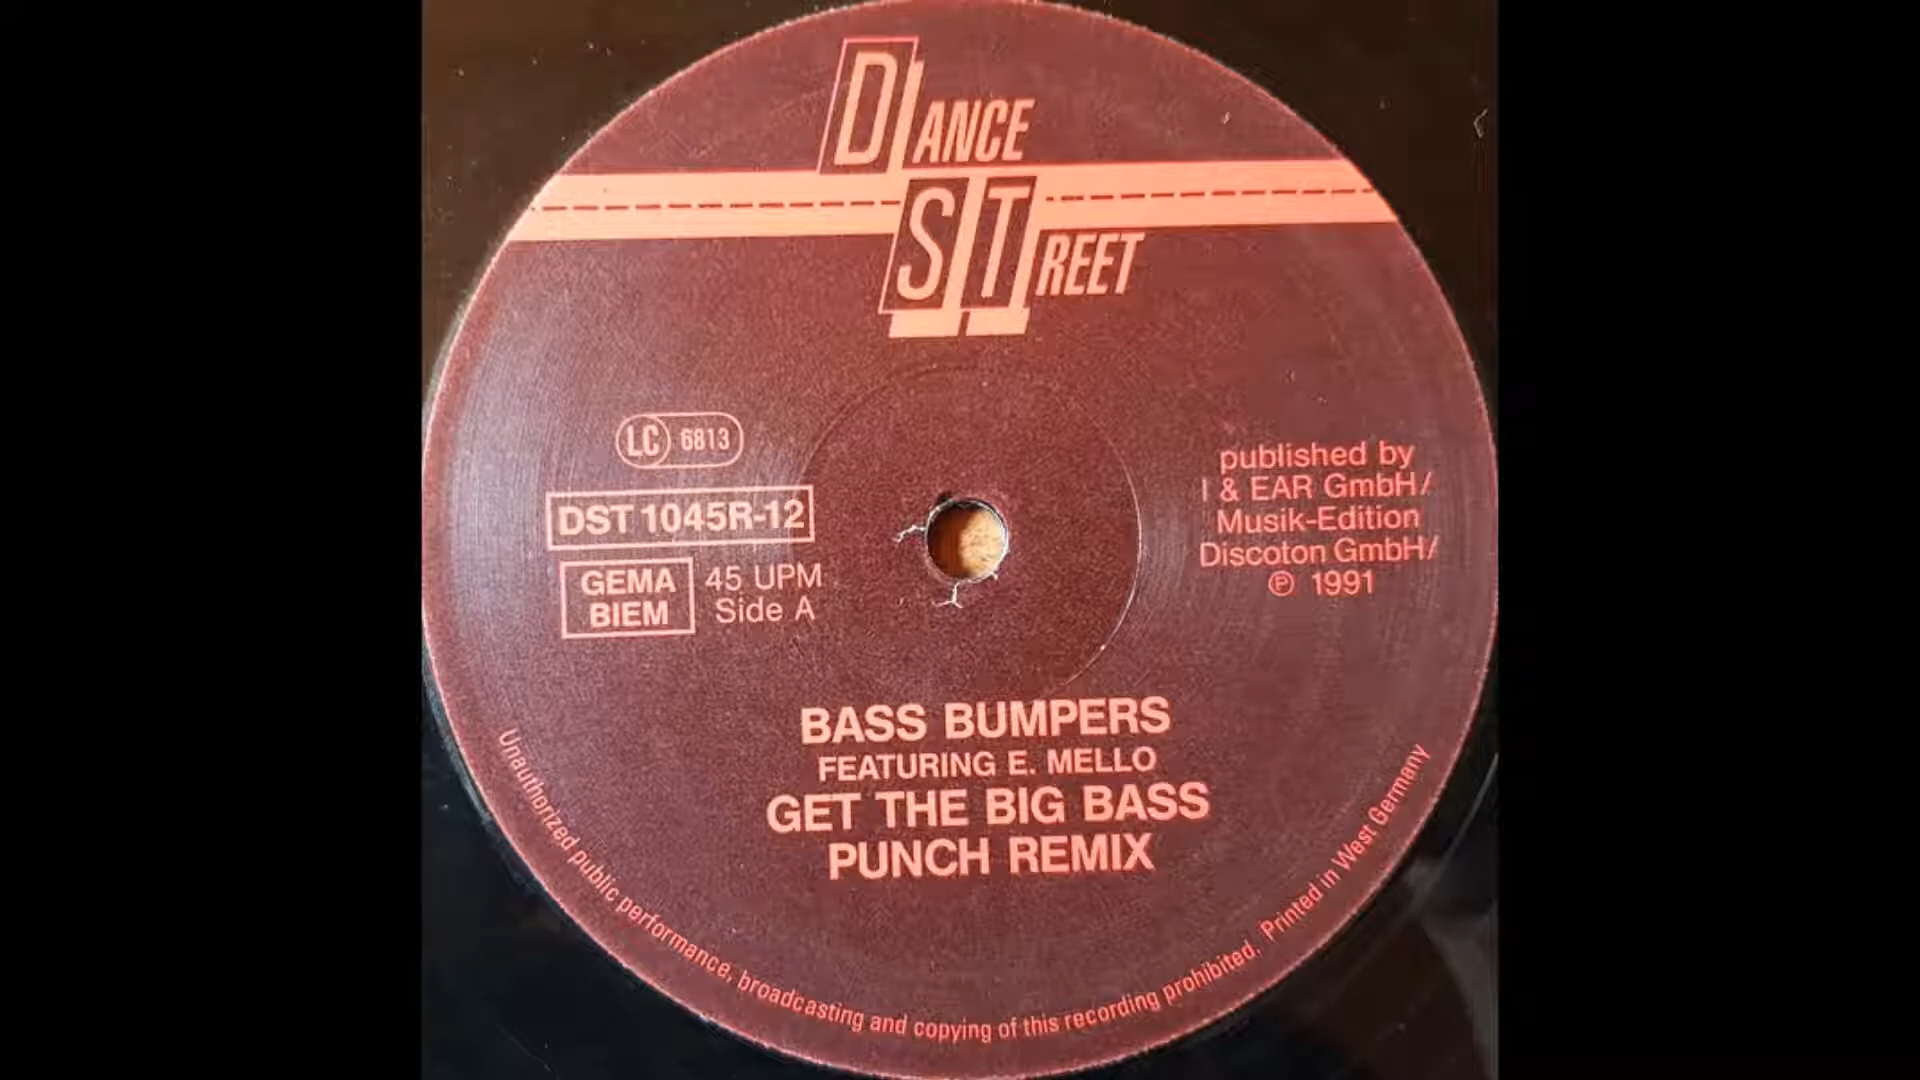 DANCE
STREET
LC 6813
DST 1045R-12
GEMA
BIEM
45 UPM
Side A
published by
I & EAR GmbH/
Musik-Edition
Discoton GmbH/
℗ 1991
BASS BUMPERS
FEATURING E. MELLO
GET THE BIG BASS
PUNCH REMIX
Unauthorized public performance, broadcasting and copying of this recording prohibited. Printed in West Germany